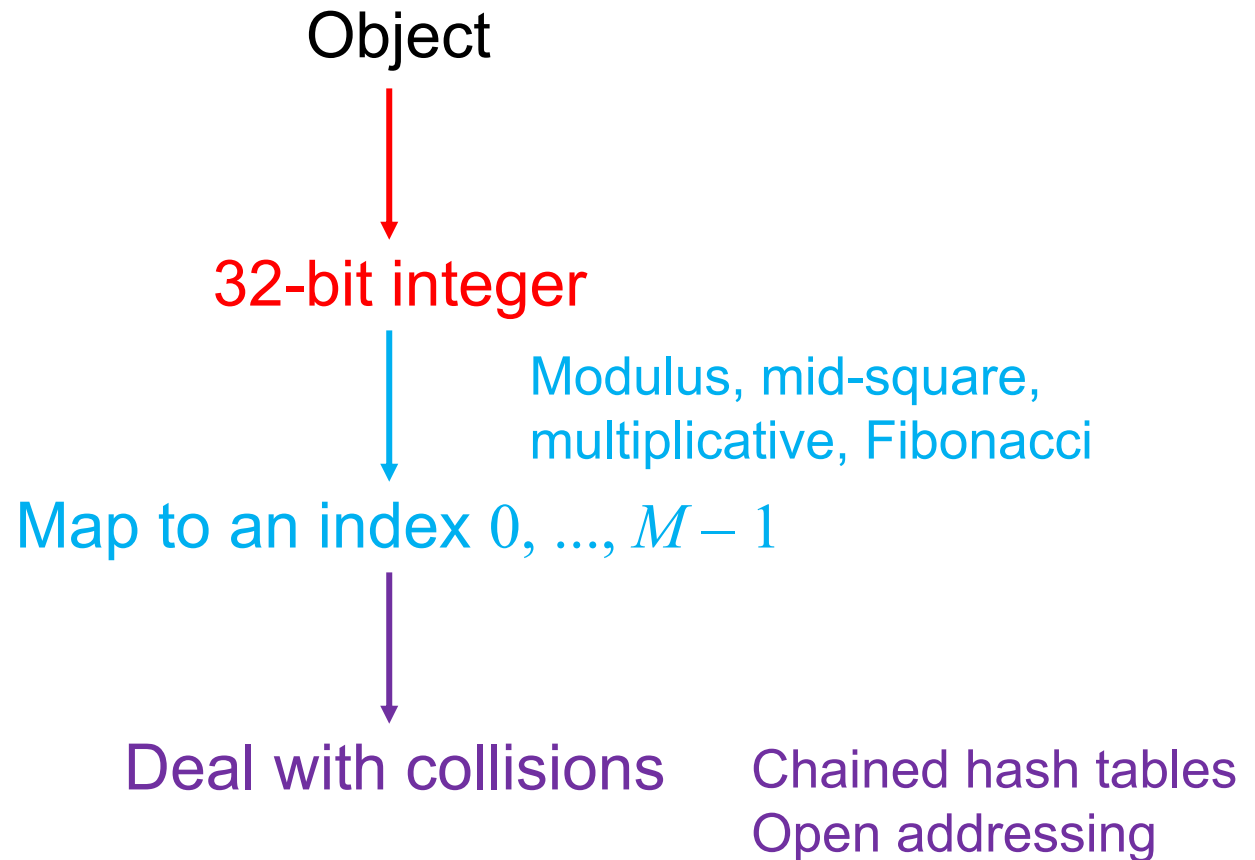 Object
32-bit integer
Modulus, mid-square,
multiplicative, Fibonacci
Map to an index 0, ..., M – 1
Deal with collisions
Chained hash tables
Open addressing